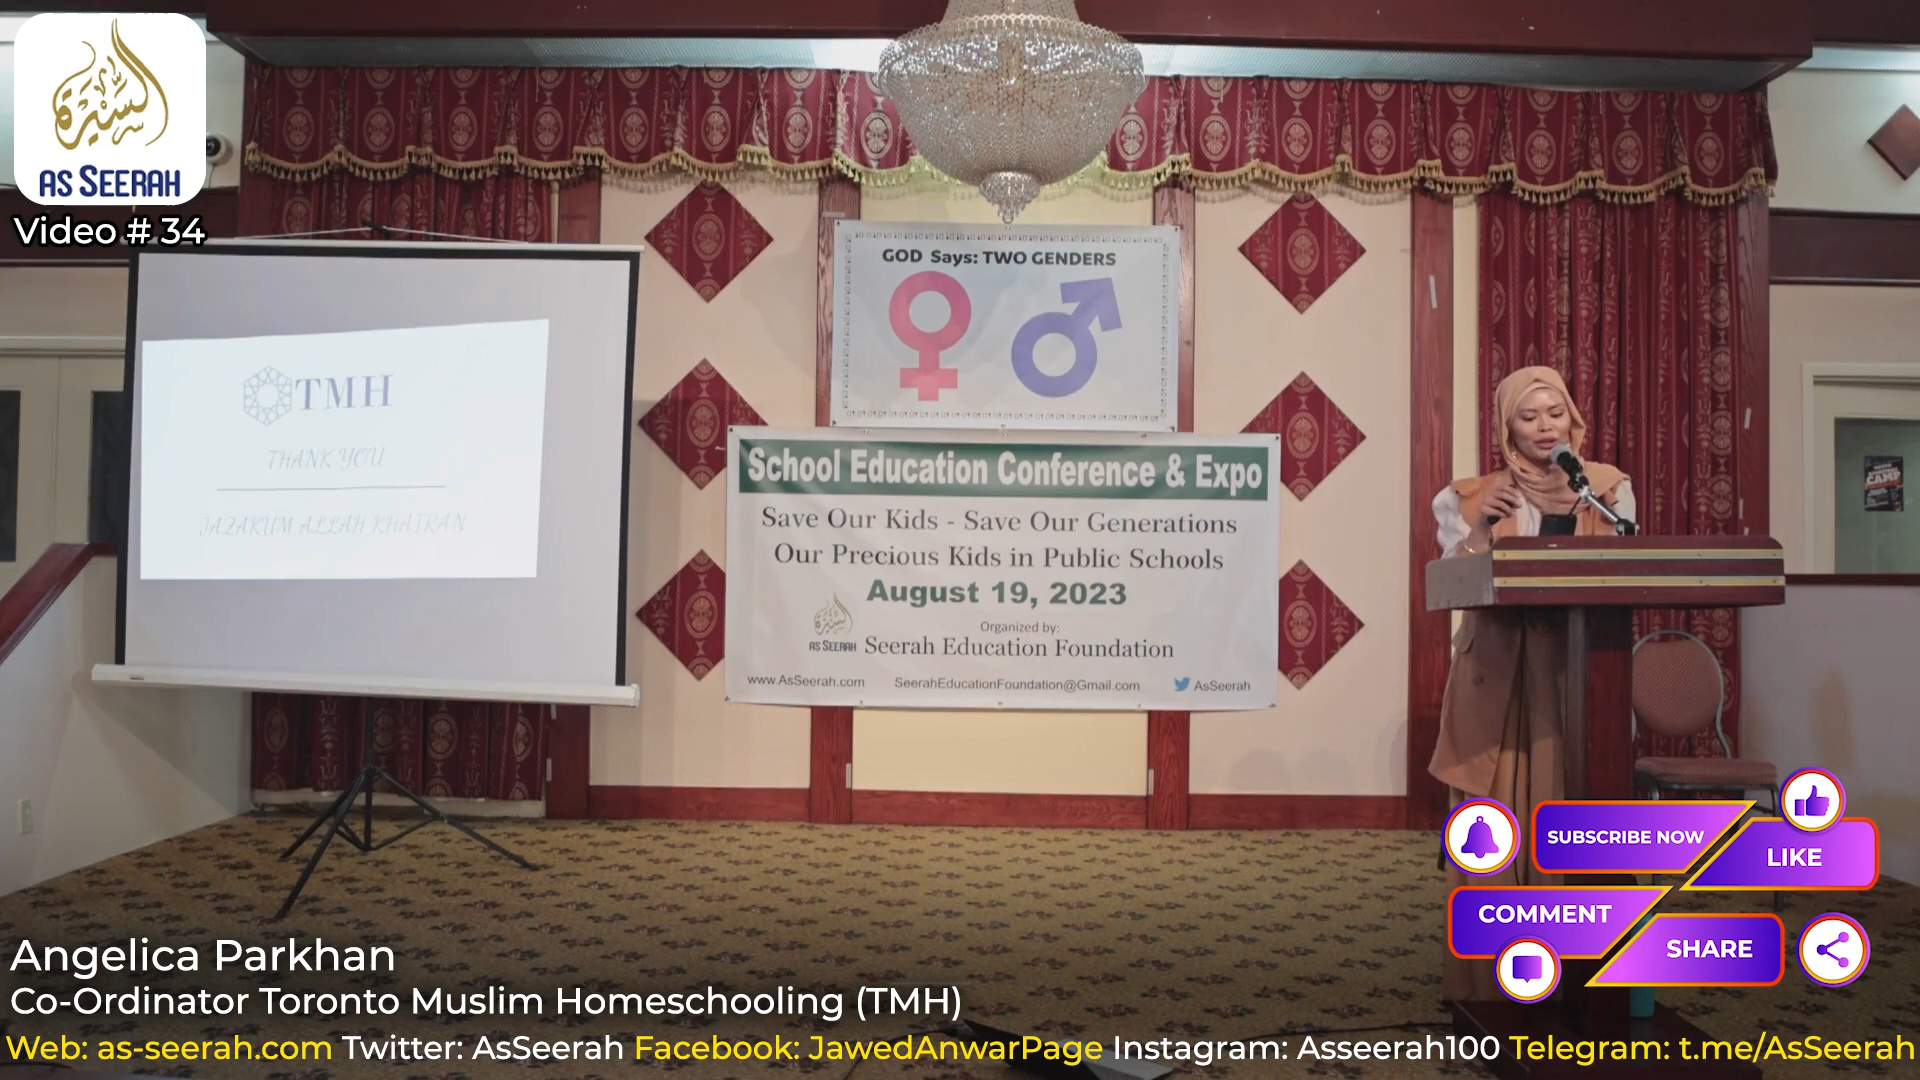 السيرة
AS SEERAH
Video # 34
TMH
THANK YOU
JAZAKUM ALLAH KHAIRAN
GOD Says: TWO GENDERS
School Education Conference & Expo
Save Our Kids - Save Our Generations
Our Precious Kids in Public Schools
August 19, 2023
Organized by:
السيرة
AS SEERAH
Seerah Education Foundation
www.AsSeerah.com SeerahEducationFoundation@Gmail.com AsSeerah
CAMP
SUBSCRIBE NOW
LIKE
COMMENT
SHARE
Angelica Parkhan
Co-Ordinator Toronto Muslim Homeschooling (TMH)
Web: as-seerah.com Twitter: AsSeerah Facebook: JawedAnwarPage Instagram: Asseerah100 Telegram: t.me/AsSeerah